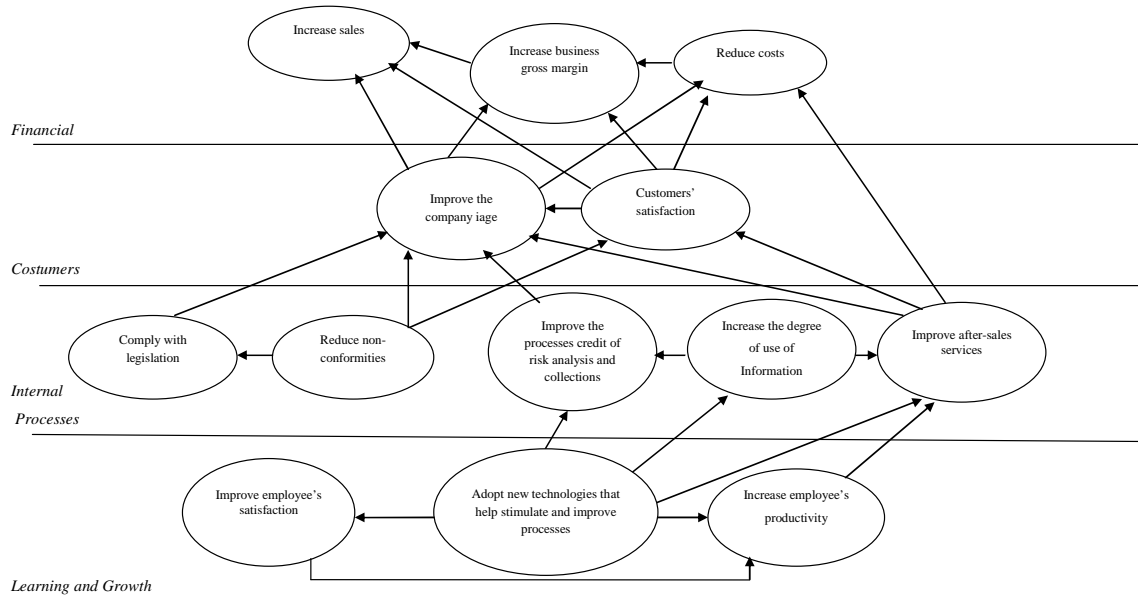 Increase sales
Increase business
gross margin
Reduce costs
Financial
Improve the
company iage
Customers’
satisfaction
Costumers
Comply with
legislation
Reduce non-
conformities
Improve the
processes credit of
risk analysis and
collections
Increase the degree
of use of
Information
Improve after-sales
services
Internal
Processes
Improve employee’s
satisfaction
Adopt new technologies that
help stimulate and improve
processes
Increase employee’s
productivity
Learning and Growth